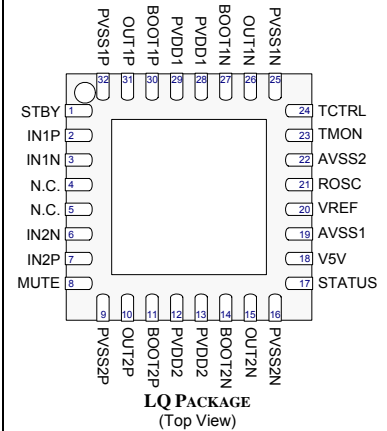 PVSS1P OUT1P BOOT1P PVDD1 PVDD1 BOOT1N OUT1N PVSS1N
32 31 30 29 28 27 26 25
STBY 1 24 TCTRL
IN1P 2 23 TMON
IN1N 3 22 AVSS2
N.C. 4 21 ROSC
N.C. 5 20 VREF
IN2N 6 19 AVSS1
IN2P 7 18 V5V
MUTE 8 17 STATUS
9 10 11 12 13 14 15 16
PVSS2P OUT2P BOOT2P PVDD2 PVDD2 BOOT2N OUT2N PVSS2N
LQ PACKAGE
(Top View)